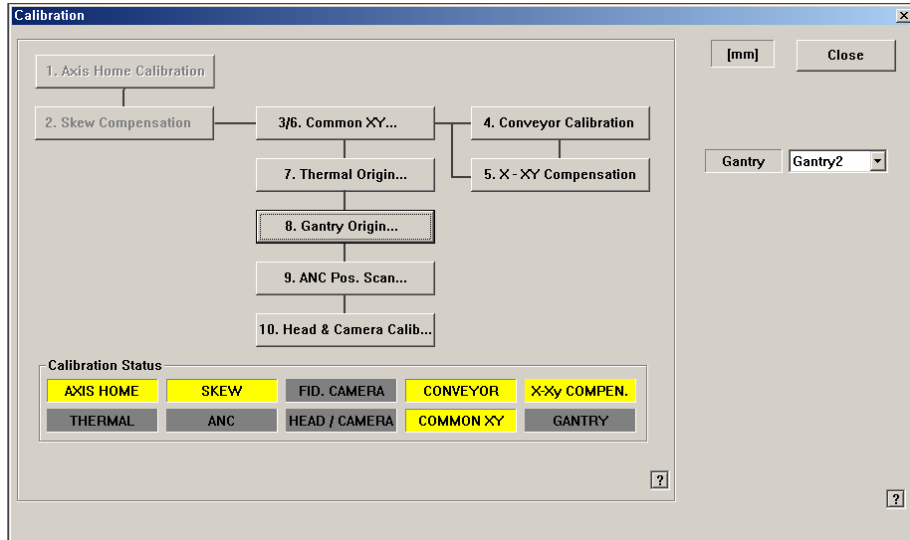 Calibration
[mm]
Close
1. Axis Home Calibration
2. Skew Compensation
3/6. Common XY...
4. Conveyor Calibration
Gantry
Gantry2
7. Thermal Origin...
5. X - XY Compensation
8. Gantry Origin...
9. ANC Pos. Scan...
10. Head & Camera Calib...
Calibration Status
AXIS HOME
SKEW
FID. CAMERA
CONVEYOR
X-Xy COMPEN.
THERMAL
ANC
HEAD / CAMERA
COMMON XY
GANTRY
?
?